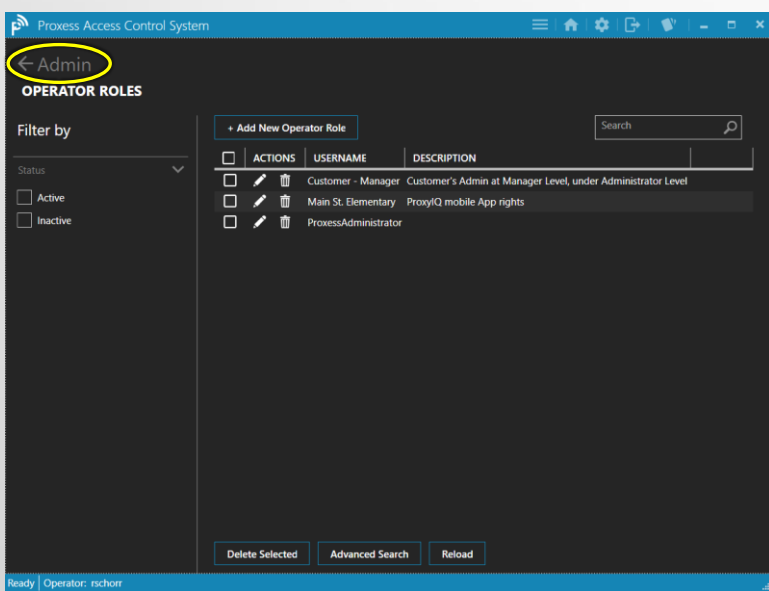 Proxess Access Control System
Admin
OPERATOR ROLES
Filter by
Status
Active
Inactive
+ Add New Operator Role
Search
ACTIONS USERNAME DESCRIPTION
Customer - Manager Customer's Admin at Manager Level, under Administrator Level
Main St. Elementary ProxyIQ mobile App rights
ProxessAdministrator
Delete Selected Advanced Search Reload
Ready Operator: rschorr